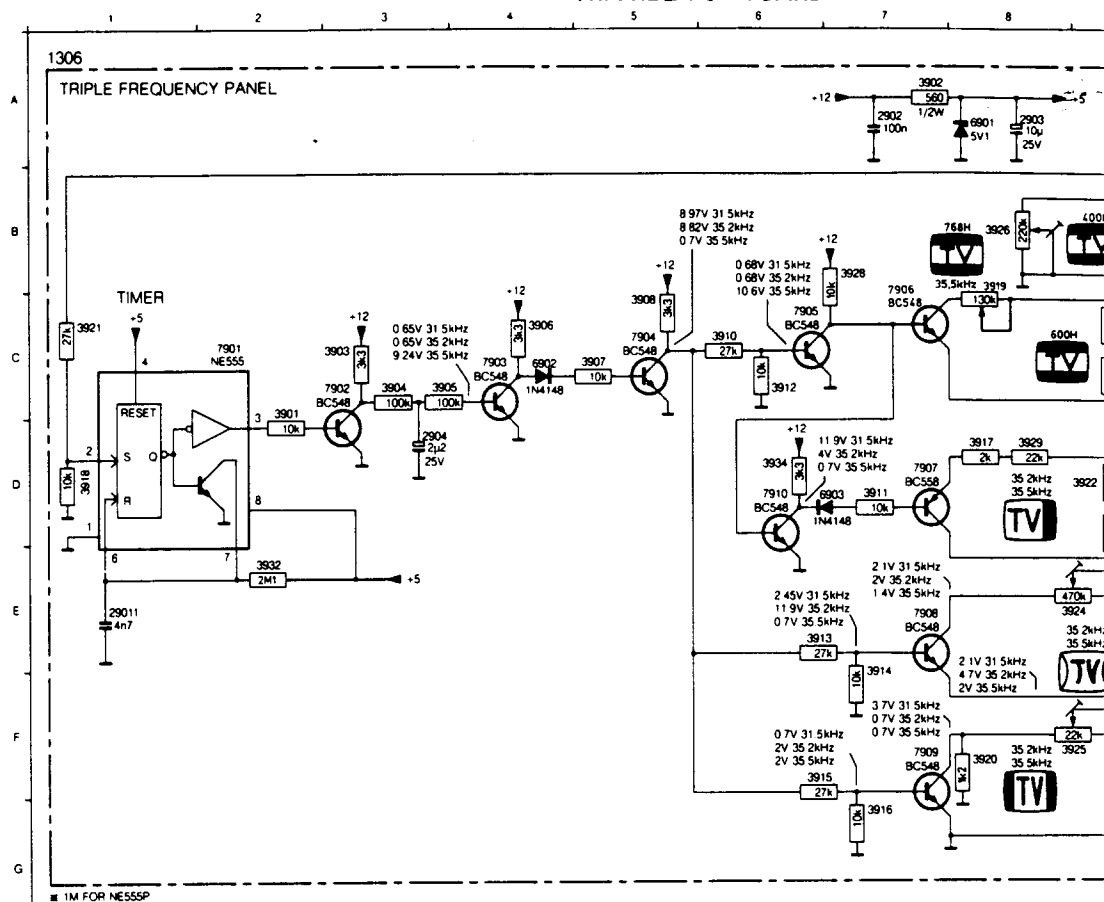 1 2 3 4 5 6 7 8
1306
TRIPLE FREQUENCY PANEL
A
+12
3902
560
1/2W
+5
2902
100n
6901
5V1
2903
10µ
25V
B
8 97V 31 5kHz
8 82V 35 2kHz
0 7V 35 5kHz
+12
768H
TV
35,5kHz
3926
220k
TV
0 68V 31 5kHz
0 68V 35 2kHz
10 6V 35 5kHz
+12
3928
10k
7905
BC548
7906
BC548
3919
130k
TIMER
+5
C
3921
27k
4
7901
NE555
+12
3903
3k3
0 65V 31 5kHz
0 65V 35 2kHz
9 24V 35 5kHz
+12
3906
3k3
7903
BC548
6902
1N4148
3907
10k
3908
3k3
7904
BC548
3910
27k
10k
3912
600H
TV
RESET
7902
BC548
3904
100k
3905
100k
3
3901
10k
2904
2µ2
25V
D
2
S
Q
R
10k
3918
1
8
6
7
+12
3934
3k3
11 9V 31 5kHz
4V 35 2kHz
0 7V 35 5kHz
7910
BC548
6903
1N4148
3911
10k
7907
BC558
3917
2k
3929
22k
35 2kHz
35 5kHz
TV
3922
E
3932
2M1
+5
29011
4n7
2 1V 31 5kHz
2V 35 2kHz
1 4V 35 5kHz
2 45V 31 5kHz
11 9V 35 2kHz
0 7V 35 5kHz
7908
BC548
470k
3924
3913
27k
10k
3914
35 2kHz
35 5kHz
TV
2 1V 31 5kHz
4 7V 35 2kHz
2V 35 5kHz
F
3 7V 31 5kHz
0 7V 35 2kHz
0 7V 35 5kHz
0 7V 31 5kHz
2V 35 2kHz
2V 35 5kHz
7909
BC548
22k
3925
3920
1k2
35 2kHz
35 5kHz
TV
3915
27k
10k
3916
G
1M FOR NE555P